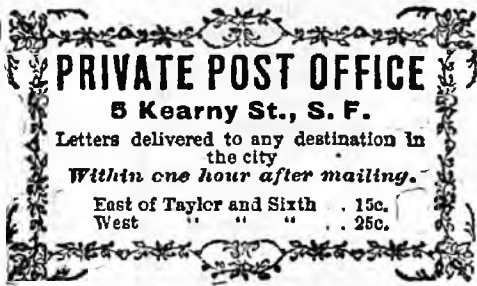 PRIVATE POST OFFICE
5 Kearny St., S. F.
Letters delivered to any destination in
the city
Within one hour after mailing.
East of Taylor and Sixth . 15c.
West " " " . . 25c.